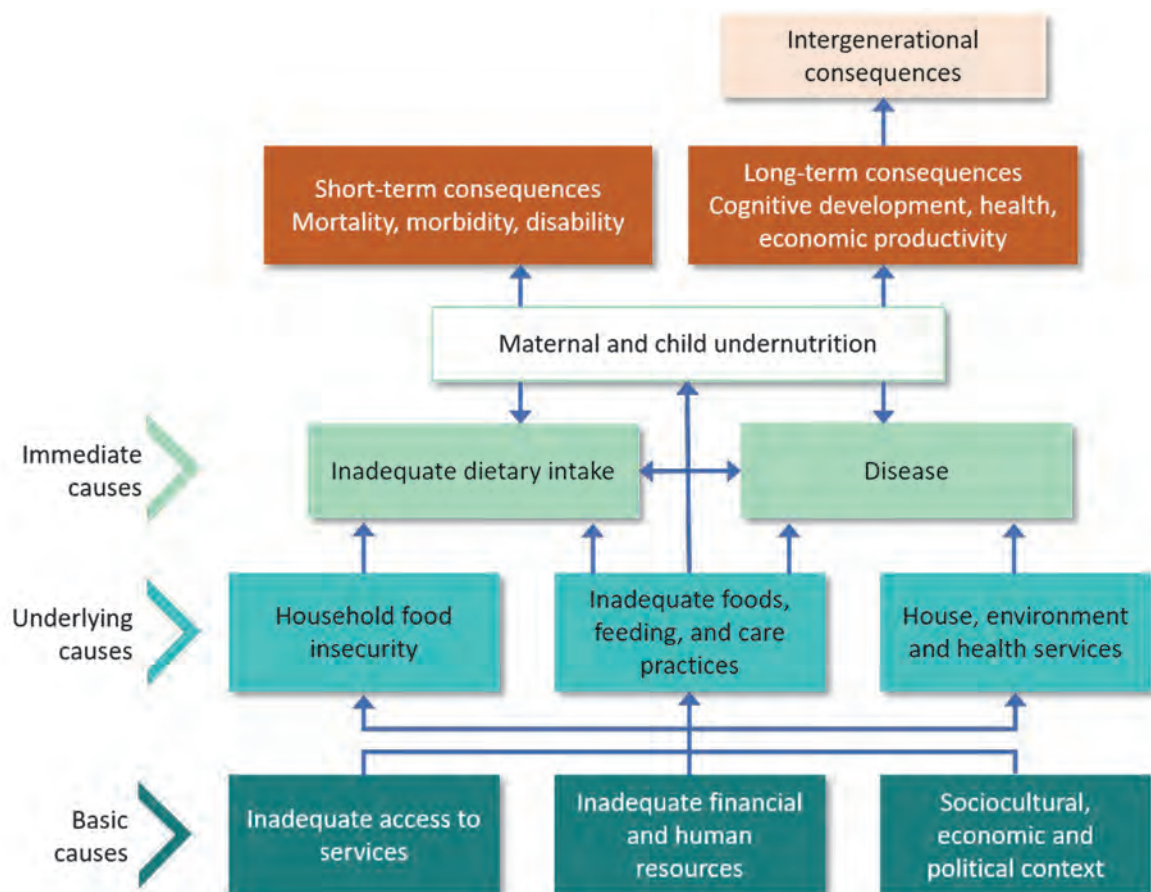 Intergenerational
consequences
Short-term consequences
Mortality, morbidity, disability
Long-term consequences
Cognitive development, health,
economic productivity
Maternal and child undernutrition
Immediate
causes
Inadequate dietary intake
Disease
Underlying
causes
Household food
insecurity
Inadequate foods,
feeding, and care
practices
House, environment
and health services
Basic
causes
Inadequate access to
services
Inadequate financial
and human
resources
Sociocultural,
economic and
political context